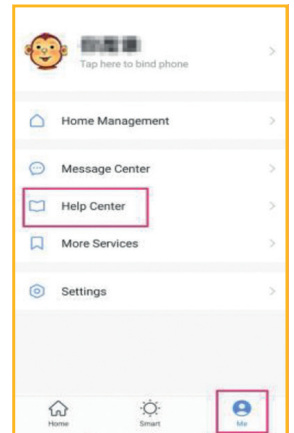 Tap here to bind phone
Home Management
Message Center
Help Center
More Services
Settings
Home
Smart
Me